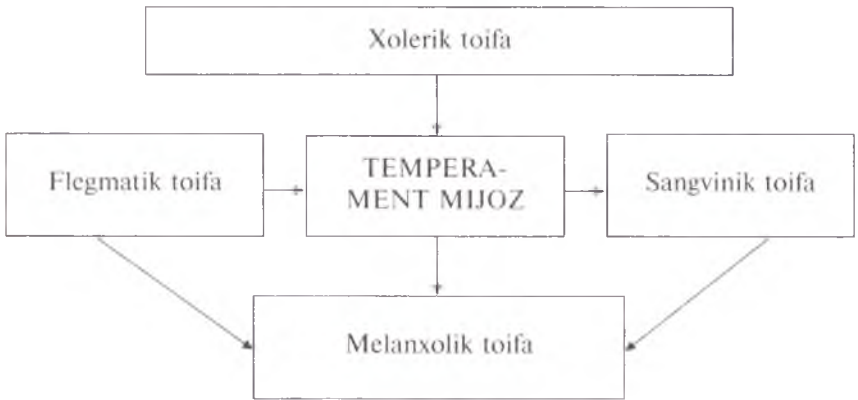 Xolerik toifa
Flegmatik toifa
TEMPERA-
MENT MIJOZ
Sangvinik toifa
Melanxolik toifa